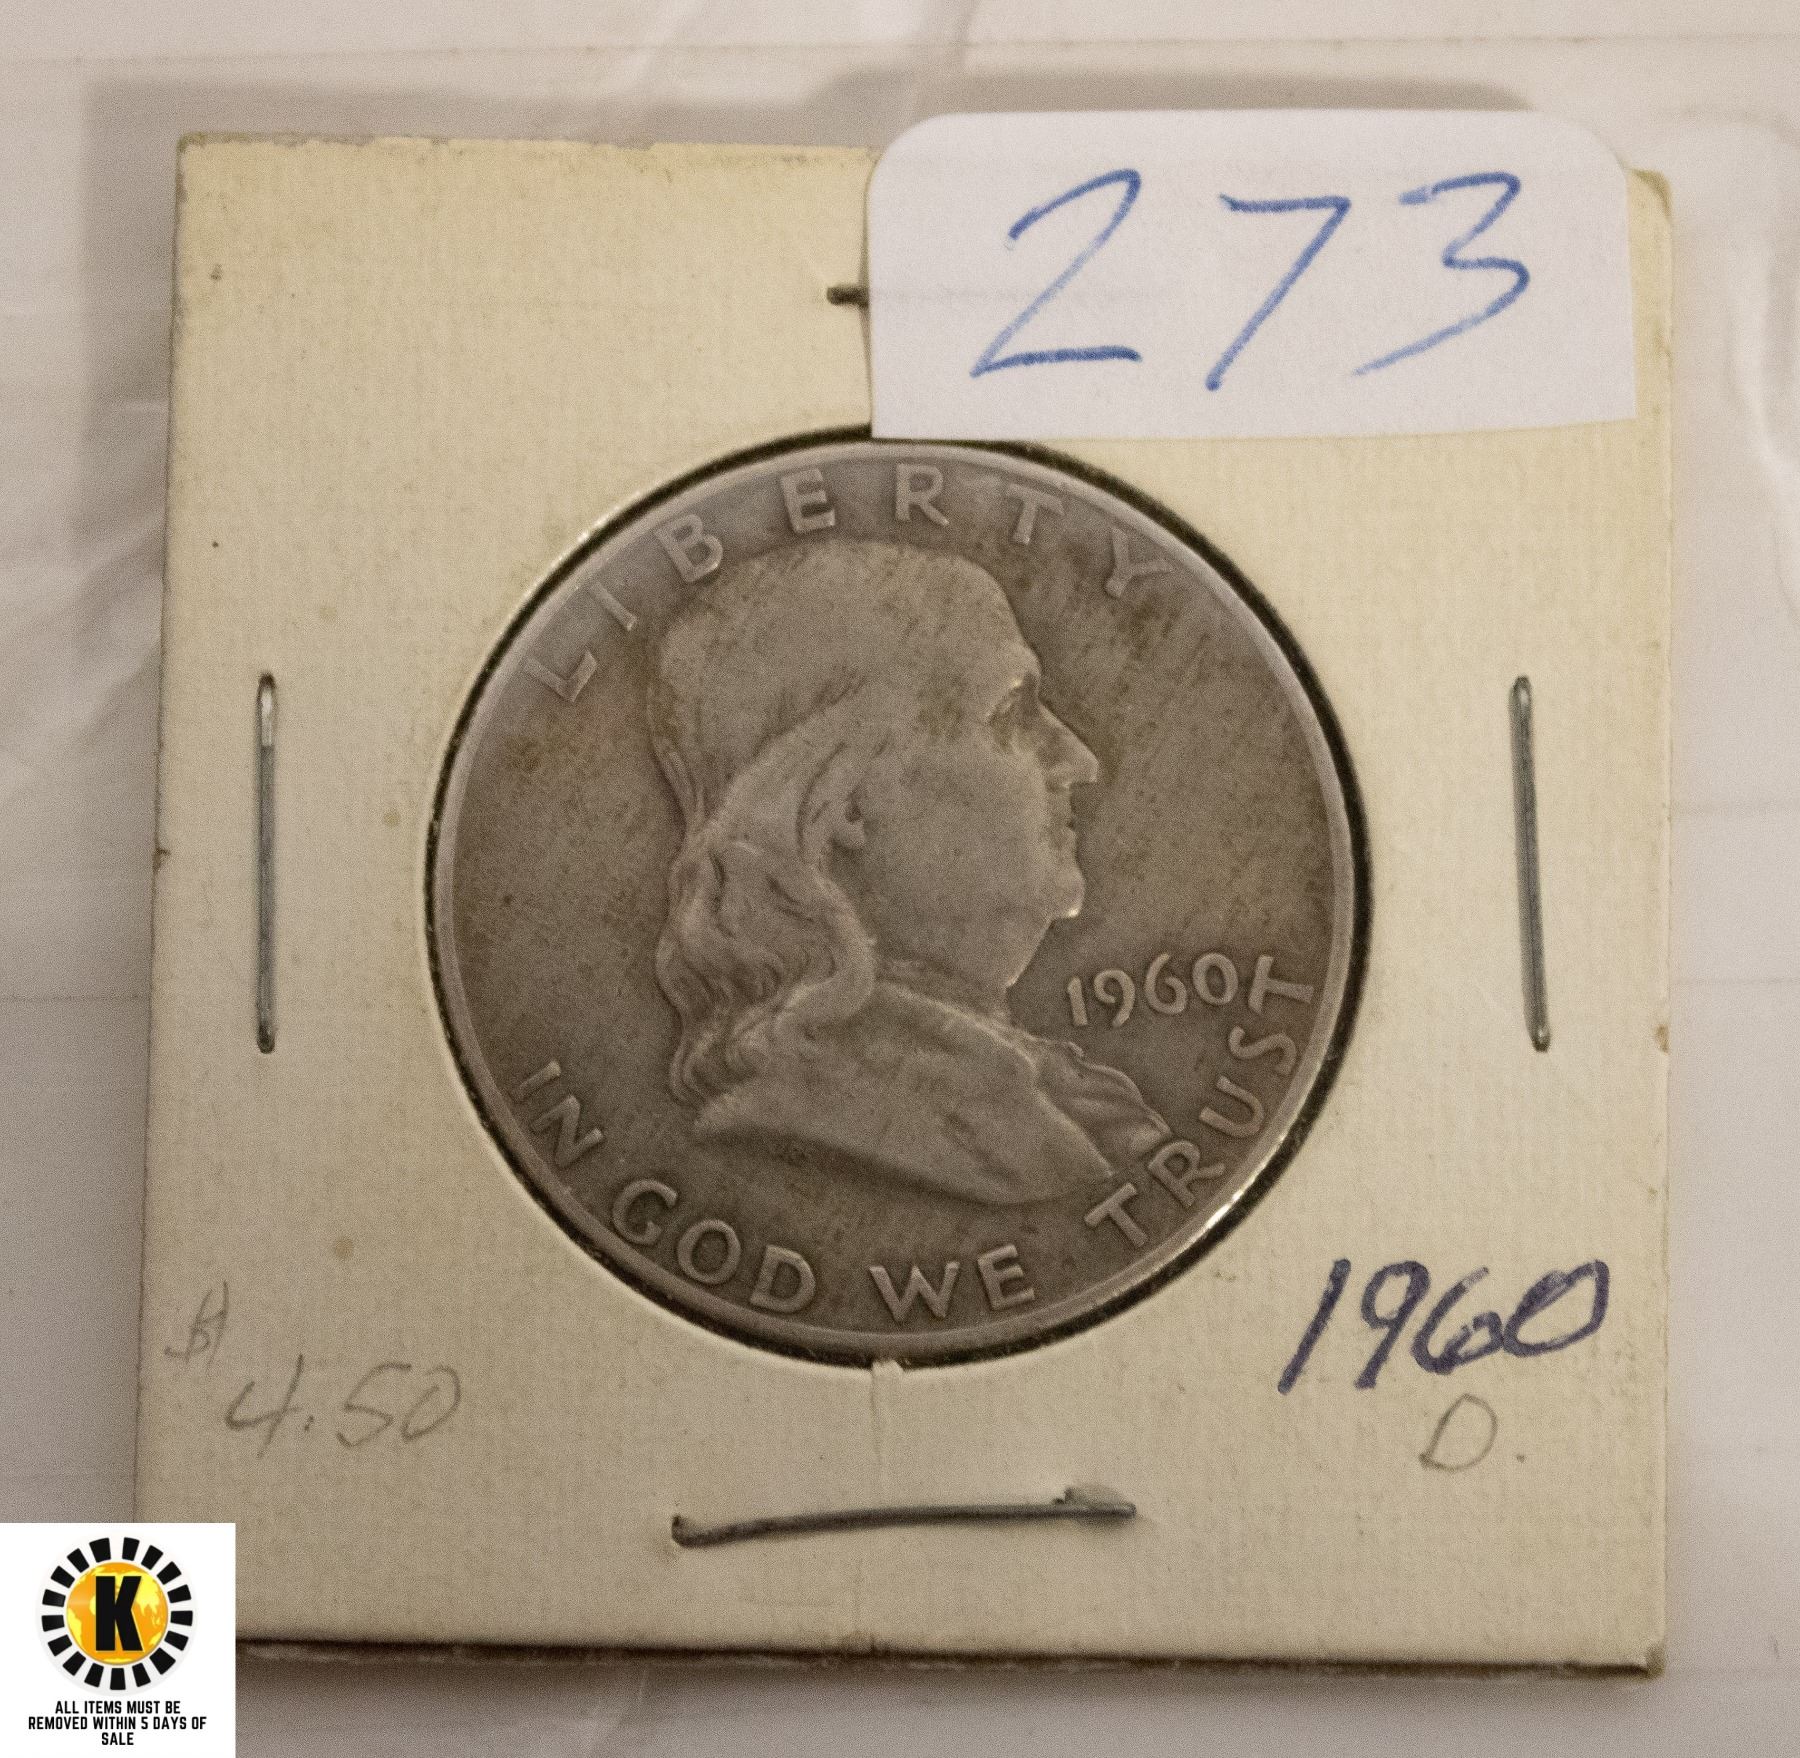 273
LIBERTY
1960
IN GOD WE TRUST
1960
D.
$
4.50
K
ALL ITEMS MUST BE
REMOVED WITHIN 5 DAYS OF
SALE